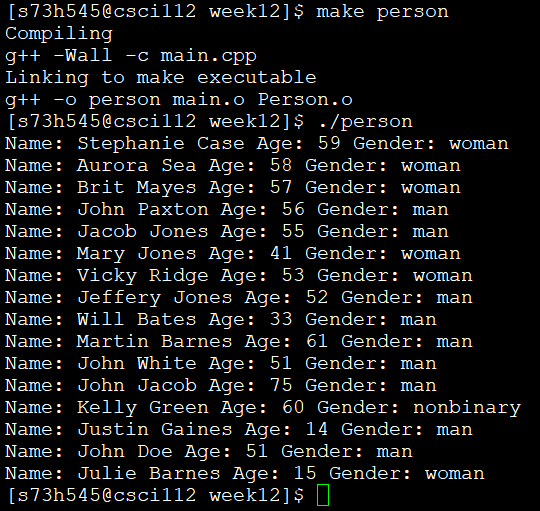 [s73h545@csci112 week12]$ make person
Compiling
g++ -Wall -c main.cpp
Linking to make executable
g++ -o person main.o Person.o
[s73h545@csci112 week12]$ ./person
Name: Stephanie Case Age: 59 Gender: woman
Name: Aurora Sea Age: 58 Gender: woman
Name: Brit Mayes Age: 57 Gender: woman
Name: John Paxton Age: 56 Gender: man
Name: Jacob Jones Age: 55 Gender: man
Name: Mary Jones Age: 41 Gender: woman
Name: Vicky Ridge Age: 53 Gender: woman
Name: Jeffery Jones Age: 52 Gender: man
Name: Will Bates Age: 33 Gender: man
Name: Martin Barnes Age: 61 Gender: man
Name: John White Age: 51 Gender: man
Name: John Jacob Age: 75 Gender: man
Name: Kelly Green Age: 60 Gender: nonbinary
Name: Justin Gaines Age: 14 Gender: man
Name: John Doe Age: 51 Gender: man
Name: Julie Barnes Age: 15 Gender: woman
[s73h545@csci112 week12]$